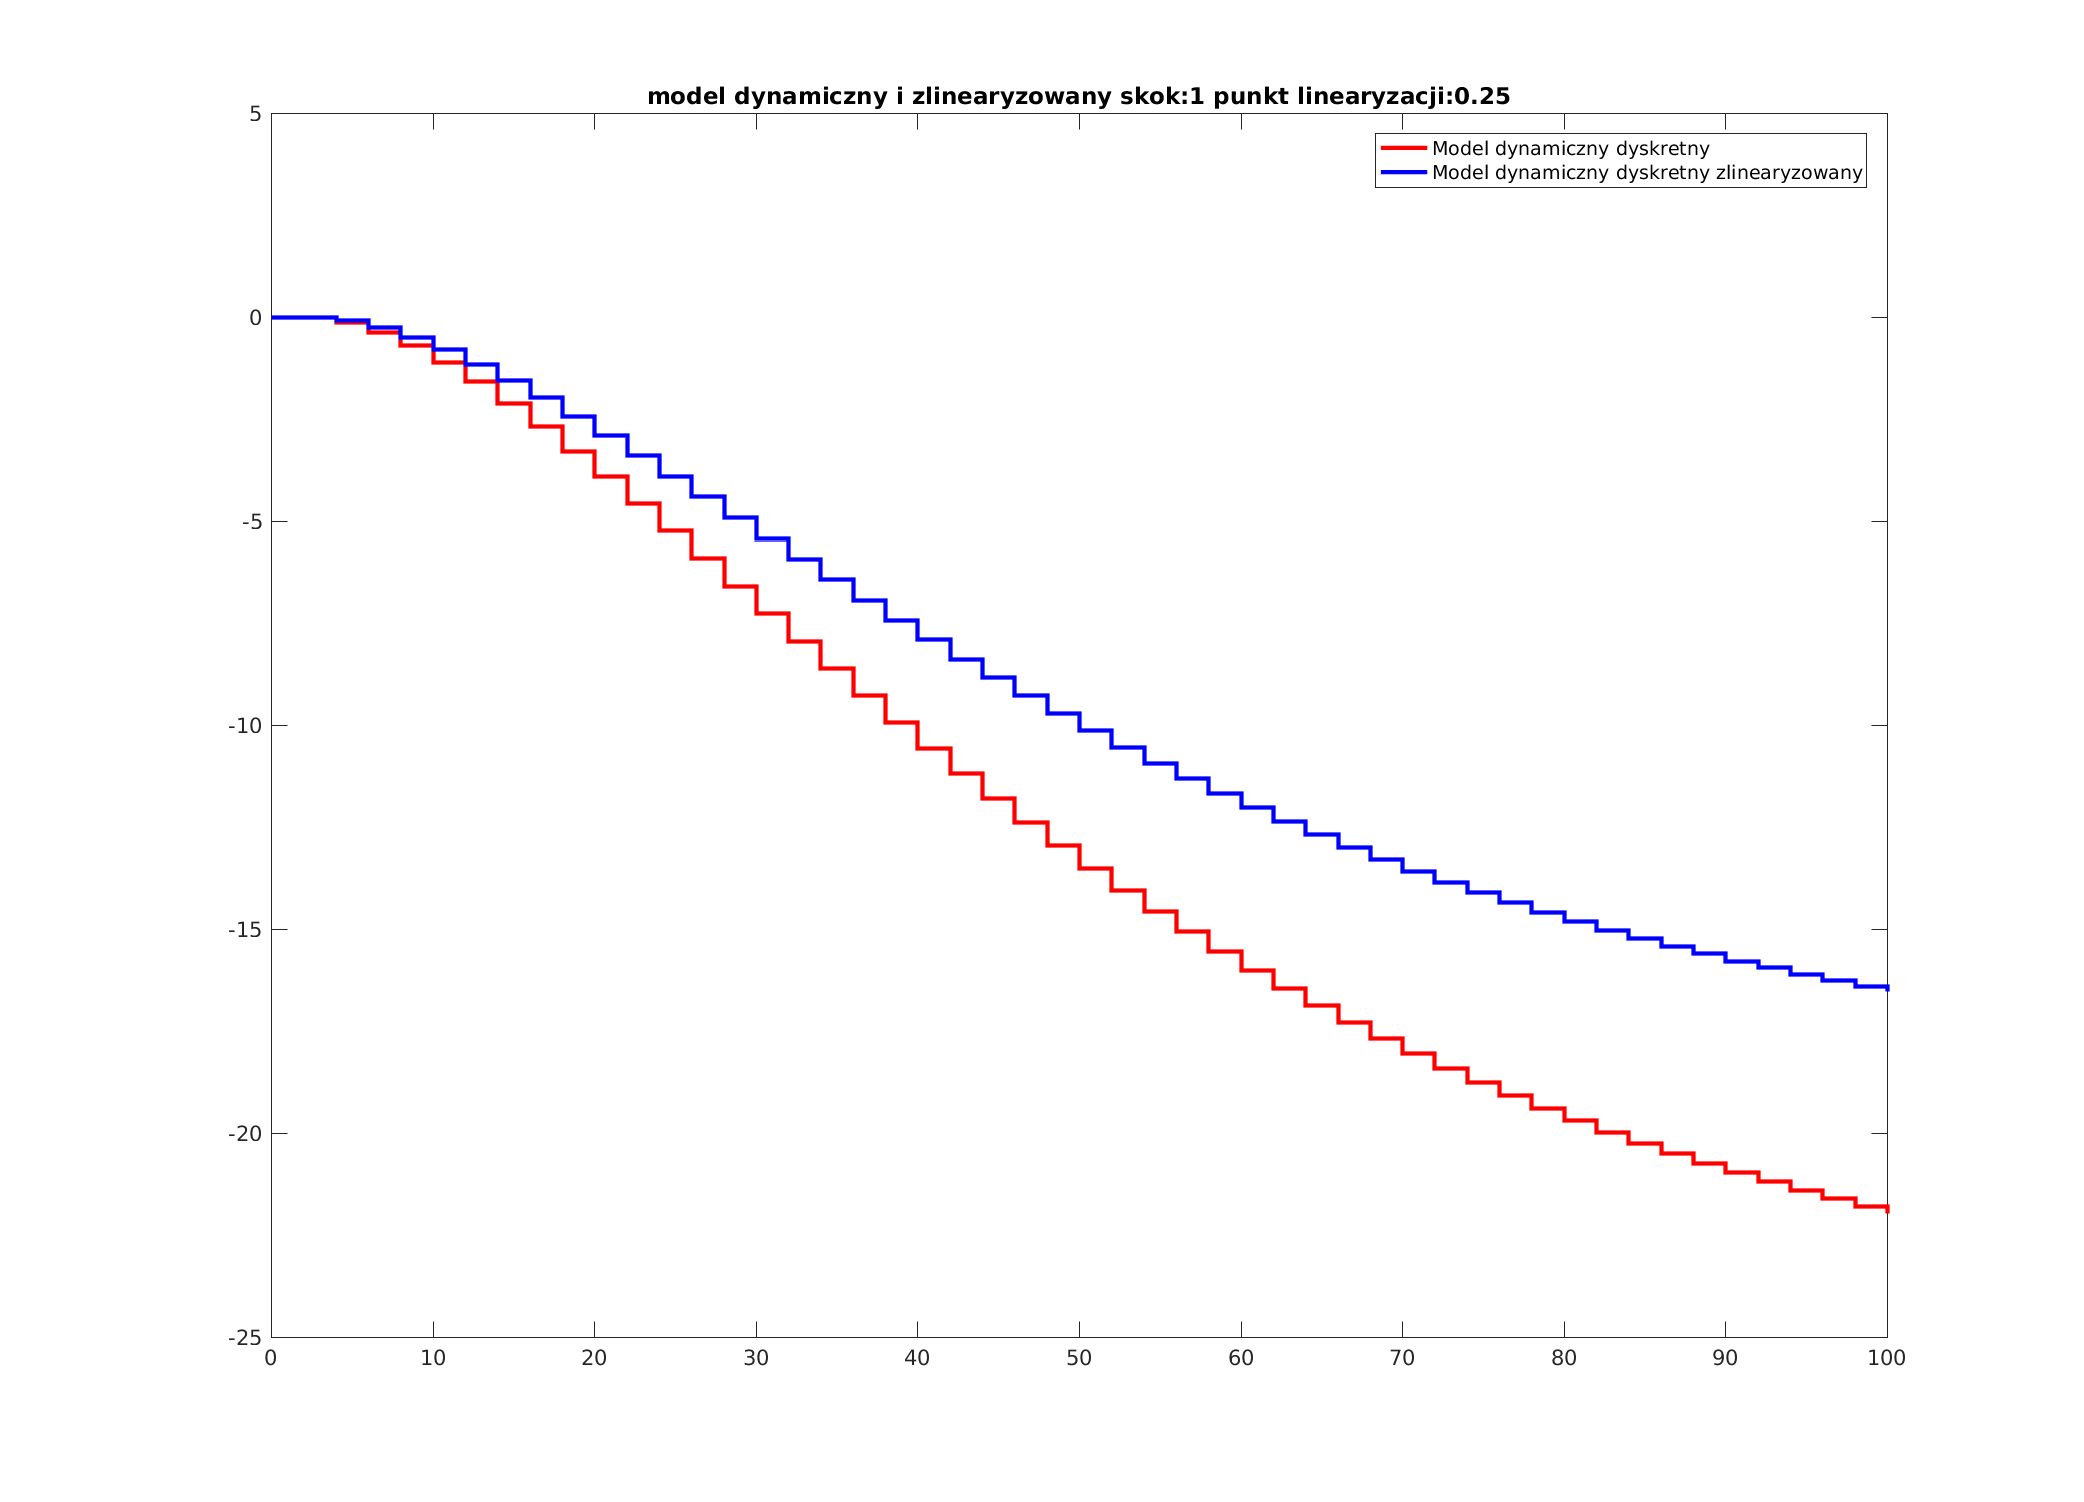 model dynamiczny i zlinearyzowany skok:1 punkt linearyzacji:0.25
5
Model dynamiczny dyskretny
Model dynamiczny dyskretny zlinearyzowany
0
-5
-10
-15
-20
-25
0 10 20 30 40 50 60 70 80 90 100